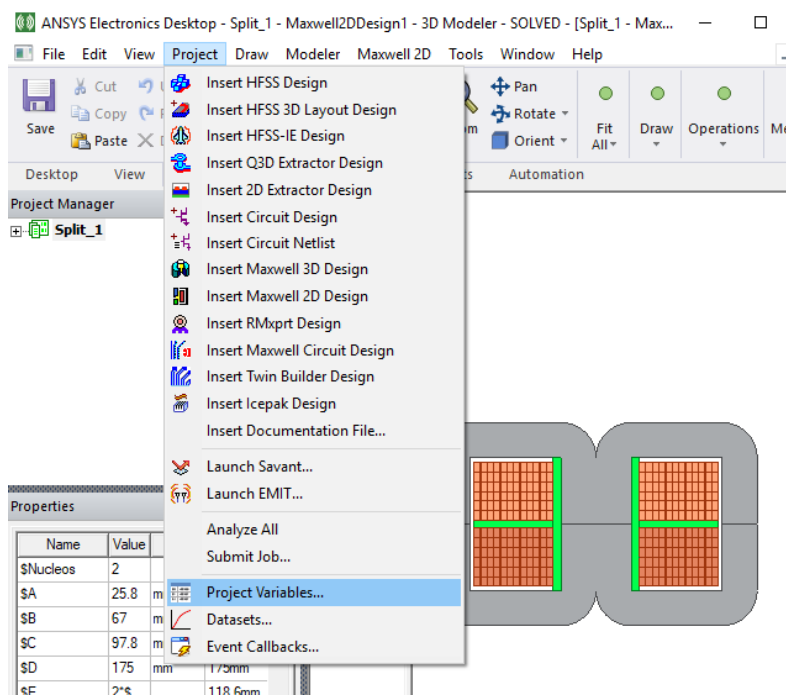 ANSYS Electronics Desktop - Split_1 - Maxwell2DDesign1 - 3D Modeler - SOLVED - [Split_1 - Max...
File Edit View Project Draw Modeler Maxwell 2D Tools Window Help
Save
Cut
Copy
Paste
Desktop
View
Pan
Rotate
Orient
Fit
All
Draw
Operations
Automation
Project Manager
Split_1
Insert HFSS Design
Insert HFSS 3D Layout Design
Insert HFSS-IE Design
Insert Q3D Extractor Design
Insert 2D Extractor Design
Insert Circuit Design
Insert Circuit Netlist
Insert Maxwell 3D Design
Insert Maxwell 2D Design
Insert RMxprt Design
Insert Maxwell Circuit Design
Insert Twin Builder Design
Insert Icepak Design
Insert Documentation File...
Launch Savant...
Launch EMIT...
Analyze All
Submit Job...
Project Variables...
Datasets...
Event Callbacks...
Properties
Name Value
$Nucleos 2
$A 25.8
$B 67
$C 97.8
$D 175 mm 175mm
118.6mm